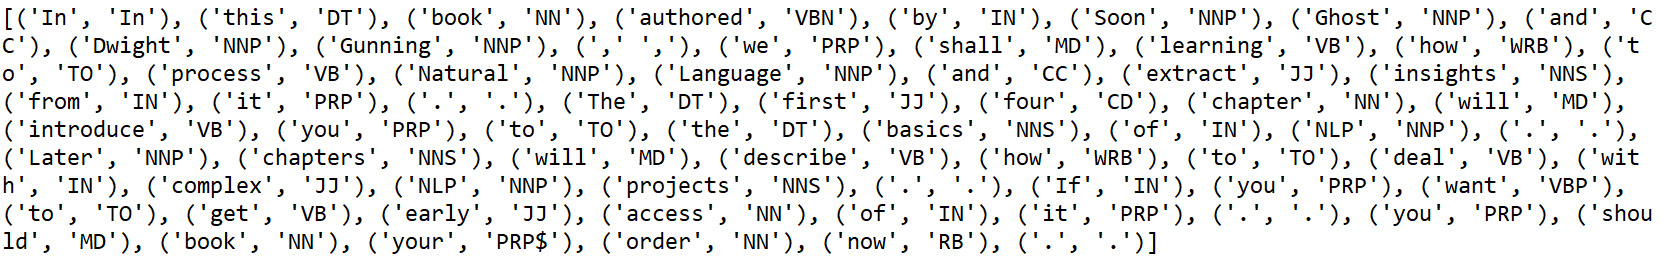 [('In', 'In'), ('this', 'DT'), ('book', 'NN'), ('authored', 'VBN'), ('by', 'IN'), ('Soon', 'NNP'), ('Ghost', 'NNP'), ('and', 'C
C'), ('Dwight', 'NNP'), ('Gunning', 'NNP'), (',' ','), ('we', 'PRP'), ('shall', 'MD'), ('learning', 'VB'), ('how', 'WRB'), ('t
o', 'TO'), ('process', 'VB'), ('Natural', 'NNP'), ('Language', 'NNP'), ('and', 'CC'), ('extract', 'JJ'), ('insights', 'NNS'),
('from', 'IN'), ('it', 'PRP'), ('.', '.'), ('The', 'DT'), ('first', 'JJ'), ('four', 'CD'), ('chapter', 'NN'), ('will', 'MD'),
('introduce', 'VB'), ('you', 'PRP'), ('to', 'TO'), ('the', 'DT'), ('basics', 'NNS'), ('of', 'IN'), ('NLP', 'NNP'), ('.', '.'),
('Later', 'NNP'), ('chapters', 'NNS'), ('will', 'MD'), ('describe', 'VB'), ('how', 'WRB'), ('to', 'TO'), ('deal', 'VB'), ('wit
h', 'IN'), ('complex', 'JJ'), ('NLP', 'NNP'), ('projects', 'NNS'), ('.', '.'), ('If', 'IN'), ('you', 'PRP'), ('want', 'VBP'),
('to', 'TO'), ('get', 'VB'), ('early', 'JJ'), ('access', 'NN'), ('of', 'IN'), ('it', 'PRP'), ('.', '.'), ('you', 'PRP'), ('shou
ld', 'MD'), ('book', 'NN'), ('your', 'PRP$'), ('order', 'NN'), ('now', 'RB'), ('.', '.')]